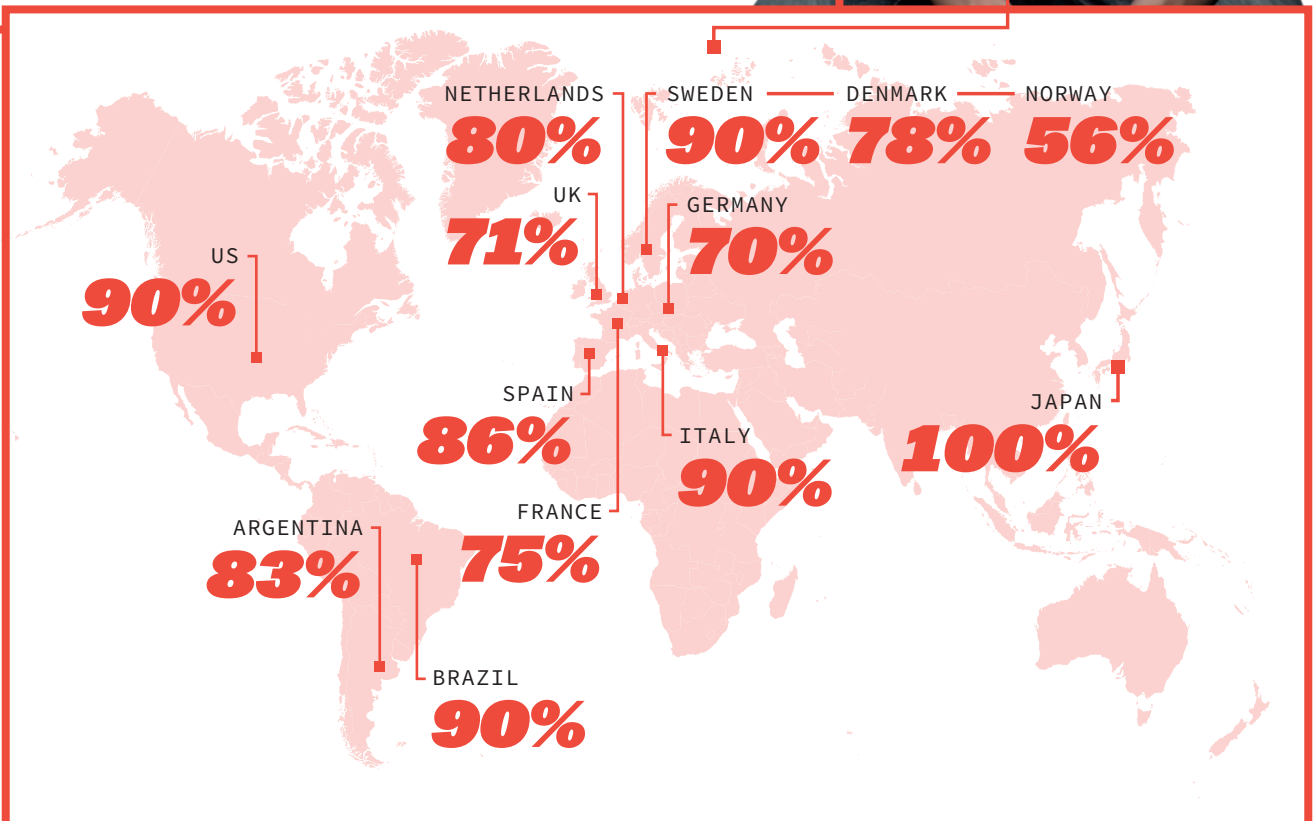 NETHERLANDS
80%
SWEDEN
90%
DENMARK
78%
NORWAY
56%
UK
71%
GERMANY
70%
US
90%
SPAIN
86%
JAPAN
100%
ITALY
90%
FRANCE
75%
ARGENTINA
83%
BRAZIL
90%